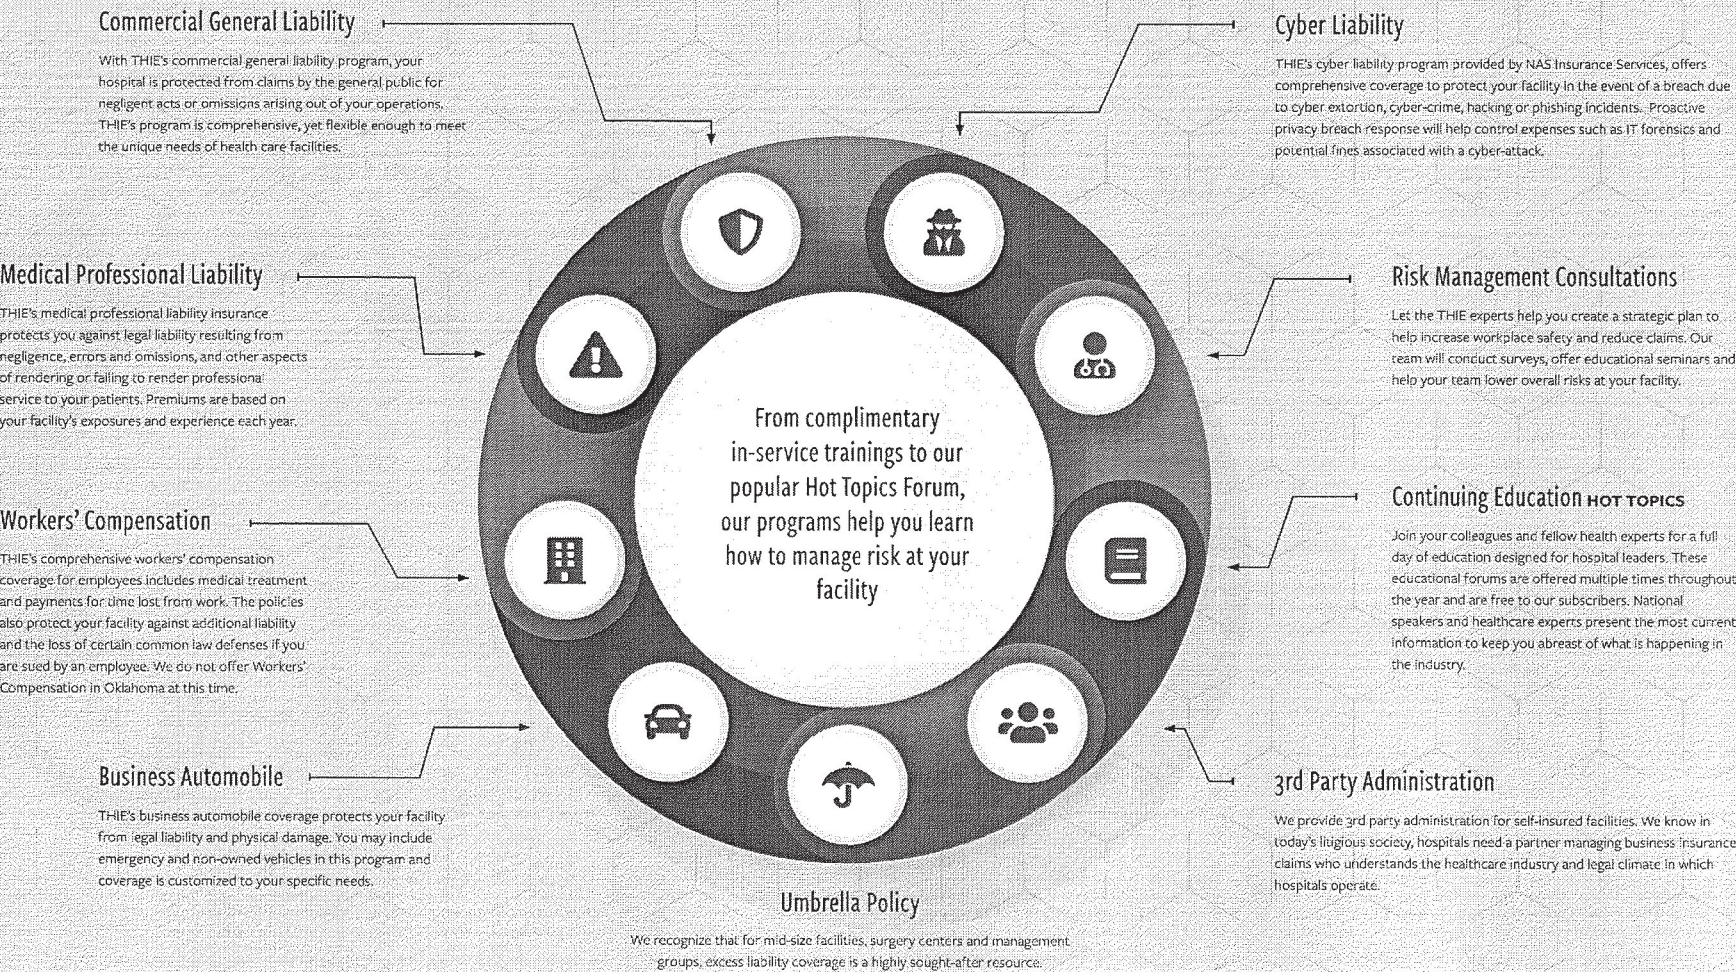 Commercial General Liability
With THIE's commercial general liability program, your
hospital is protected from claims by the general public for
negligent acts or omissions arising out of your operations.
THIE's program is comprehensive, yet flexible enough to meet
the unique needs of health care facilities.
Cyber Liability
THIE's cyber liability program provided by NAS Insurance Services, offers
comprehensive coverage to protect your facility in the event of a breach due
to cyber extortion, cyber-crime, hacking or phishing incidents. Proactive
privacy breach response will help control expenses such as IT forensics and
potential fines associated with a cyber-attack.
Medical Professional Liability
THIE's medical professional liability insurance
protects you against legal liability resulting from
negligence, errors and omissions, and other aspects
of rendering or failing to render professional
service to your patients. Premiums are based on
your facility's exposures and experience each year.
Risk Management Consultations
Let the THIE experts help you create a strategic plan to
help increase workplace safety and reduce claims. Our
team will conduct surveys, offer educational seminars and
help your team lower overall risks at your facility.
From complimentary
in-service trainings to our
popular Hot Topics Forum,
our programs help you learn
how to manage risk at your
facility
Workers' Compensation
THIE's comprehensive workers' compensation
coverage for employees includes medical treatment
and payments for time lost from work. The policies
also protect your facility against additional liability
and the loss of certain common law defenses if you
are sued by an employee. We do not offer Workers'
Compensation in Oklahoma at this time.
Continuing Education HOT TOPICS
Join your colleagues and fellow health experts for a full
day of education designed for hospital leaders. These
educational forums are offered multiple times throughout
the year and are free to our subscribers. National
speakers and healthcare experts present the most current
information to keep you abreast of what is happening in
the industry.
Business Automobile
THIE's business automobile coverage protects your facility
from legal liability and physical damage. You may include
emergency and non-owned vehicles in this program and
coverage is customized to your specific needs.
3rd Party Administration
We provide 3rd party administration for self-insured facilities. We know in
today's litigious society, hospitals need a partner managing business insurance
claims who understands the healthcare industry and legal climate in which
hospitals operate.
Umbrella Policy
We recognize that for mid-size facilities, surgery centers and management
groups, excess liability coverage is a highly sought-after resource.